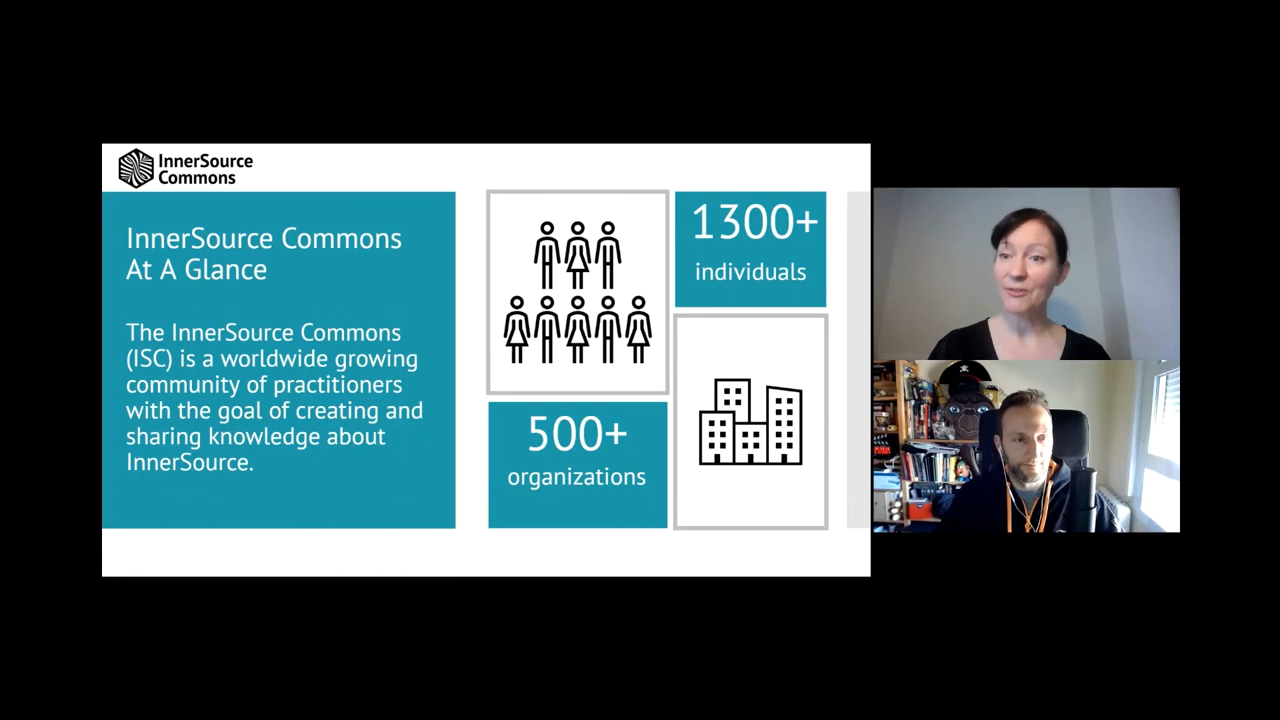 InnerSource
Commons
InnerSource Commons
At A Glance
The InnerSource Commons
(ISC) is a worldwide growing
community of practitioners
with the goal of creating and
sharing knowledge about
InnerSource.
1300+
individuals
500+
organizations